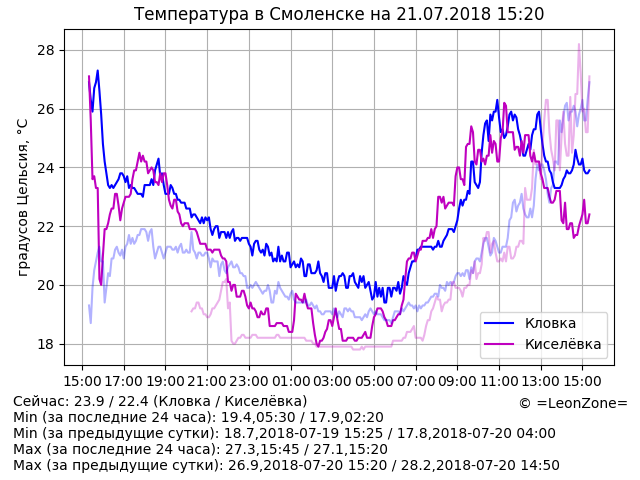 Температура в Смоленске на 21.07.2018 15:20
градусов Цельсия, °C
28
26
24
22
20
18
15:00 17:00 19:00 21:00 23:00 01:00 03:00 05:00 07:00 09:00 11:00 13:00 15:00
Кловка
Киселёвка
Сейчас: 23.9 / 22.4 (Кловка / Киселёвка)
© =LeonZone=
Min (за последние 24 часа): 19.4,05:30 / 17.9,02:20
Min (за предыдущие сутки): 18.7,2018-07-19 15:25 / 17.8,2018-07-20 04:00
Max (за последние 24 часа): 27.3,15:45 / 27.1,15:20
Max (за предыдущие сутки): 26.9,2018-07-20 15:20 / 28.2,2018-07-20 14:50